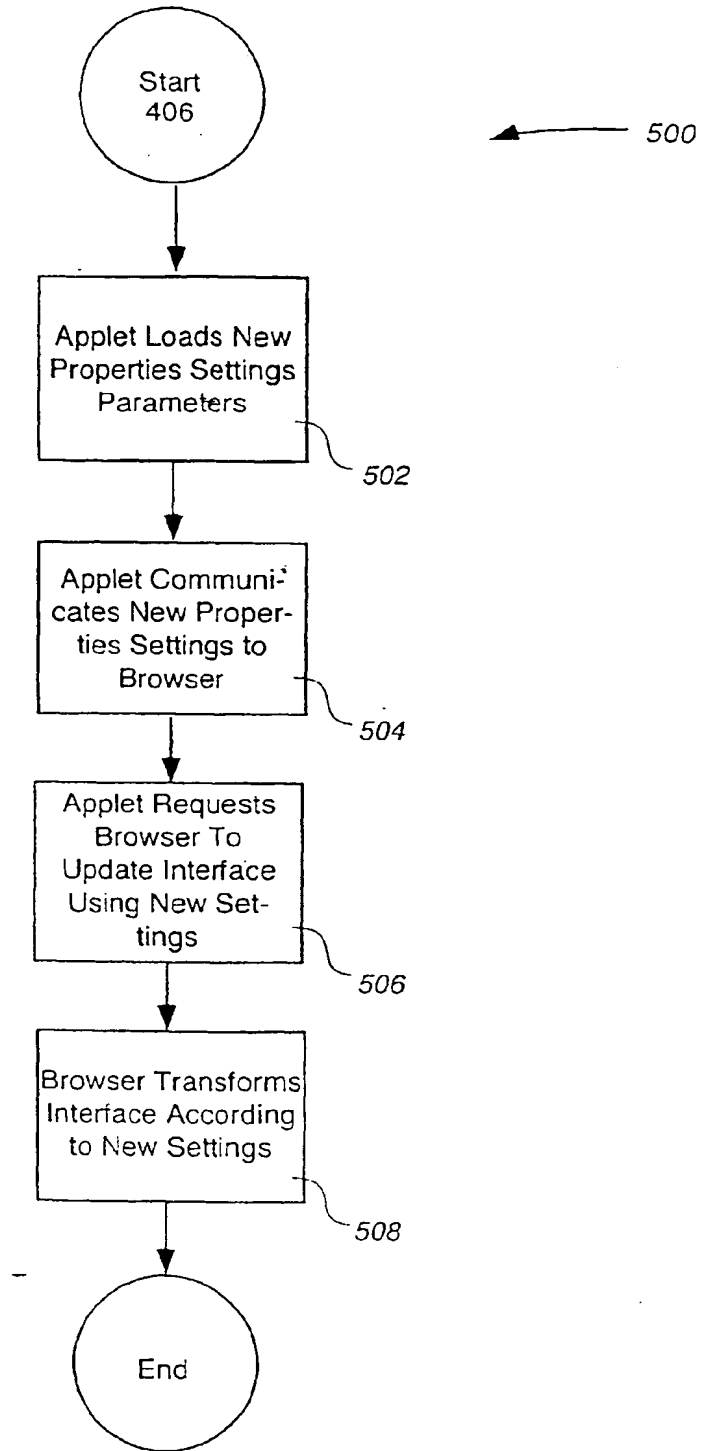 Start
406
500
Applet Loads New
Properties Settings
Parameters
502
Applet Communi-
cates New Proper-
ties Settings to
Browser
504
Applet Requests
Browser To
Update Interface
Using New Set-
tings
506
Browser Transforms
Interface According
to New Settings
508
End